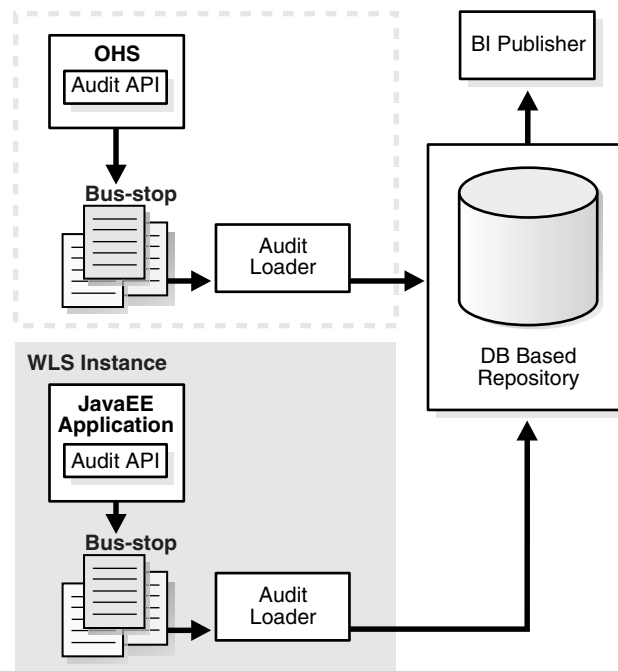 OHS
Audit API
Bus-stop
Audit
Loader
BI Publisher
DB Based
Repository
WLS Instance
JavaEE
Application
Audit API
Bus-stop
Audit
Loader